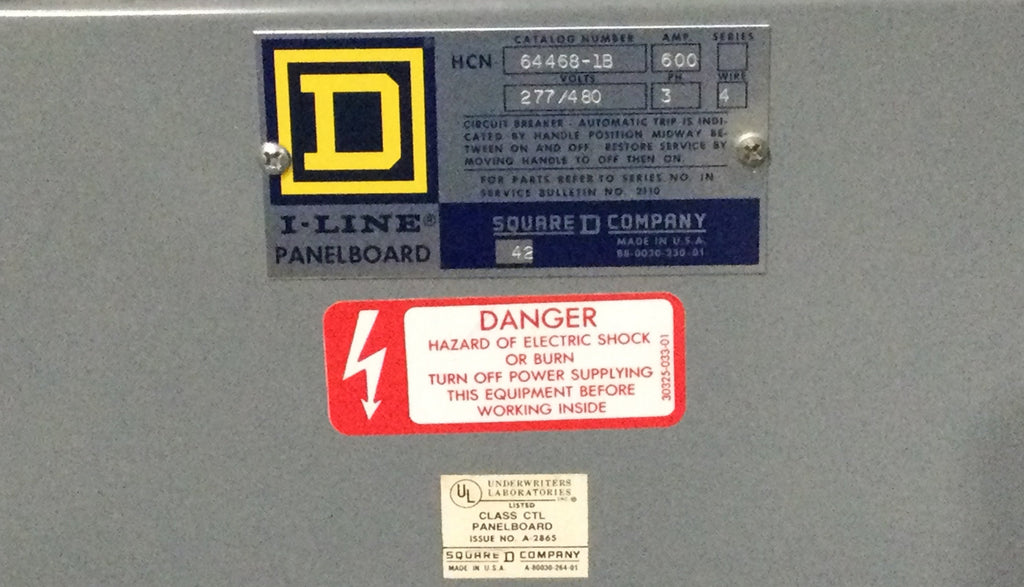 D
CATALOG NUMBER AMP. SERIES
HCN 64468-1B 600
VOLTS PH WIRE
277/480 3 4
CIRCUIT BREAKER - AUTOMATIC TRIP IS INDI-
CATED BY HANDLE POSITION MIDWAY BE-
TWEEN ON AND OFF. RESTORE SERVICE BY
MOVING HANDLE TO OFF THEN ON.
FOR PARTS REFER TO SERIES NO. IN
SERVICE BULLETIN NO. 2110
I-LINE®
PANELBOARD
SQUARE D COMPANY
42
MADE IN U.S.A.
DANGER
HAZARD OF ELECTRIC SHOCK
OR BURN
TURN OFF POWER SUPPLYING
THIS EQUIPMENT BEFORE
WORKING INSIDE
30325-033-01
UL
UNDERWRITERS
LABORATORIES
INC. ®
LISTED
CLASS CTL
PANELBOARD
ISSUE NO. A-2865
SQUARE D COMPANY
MADE IN U.S.A. A-80030-264-01